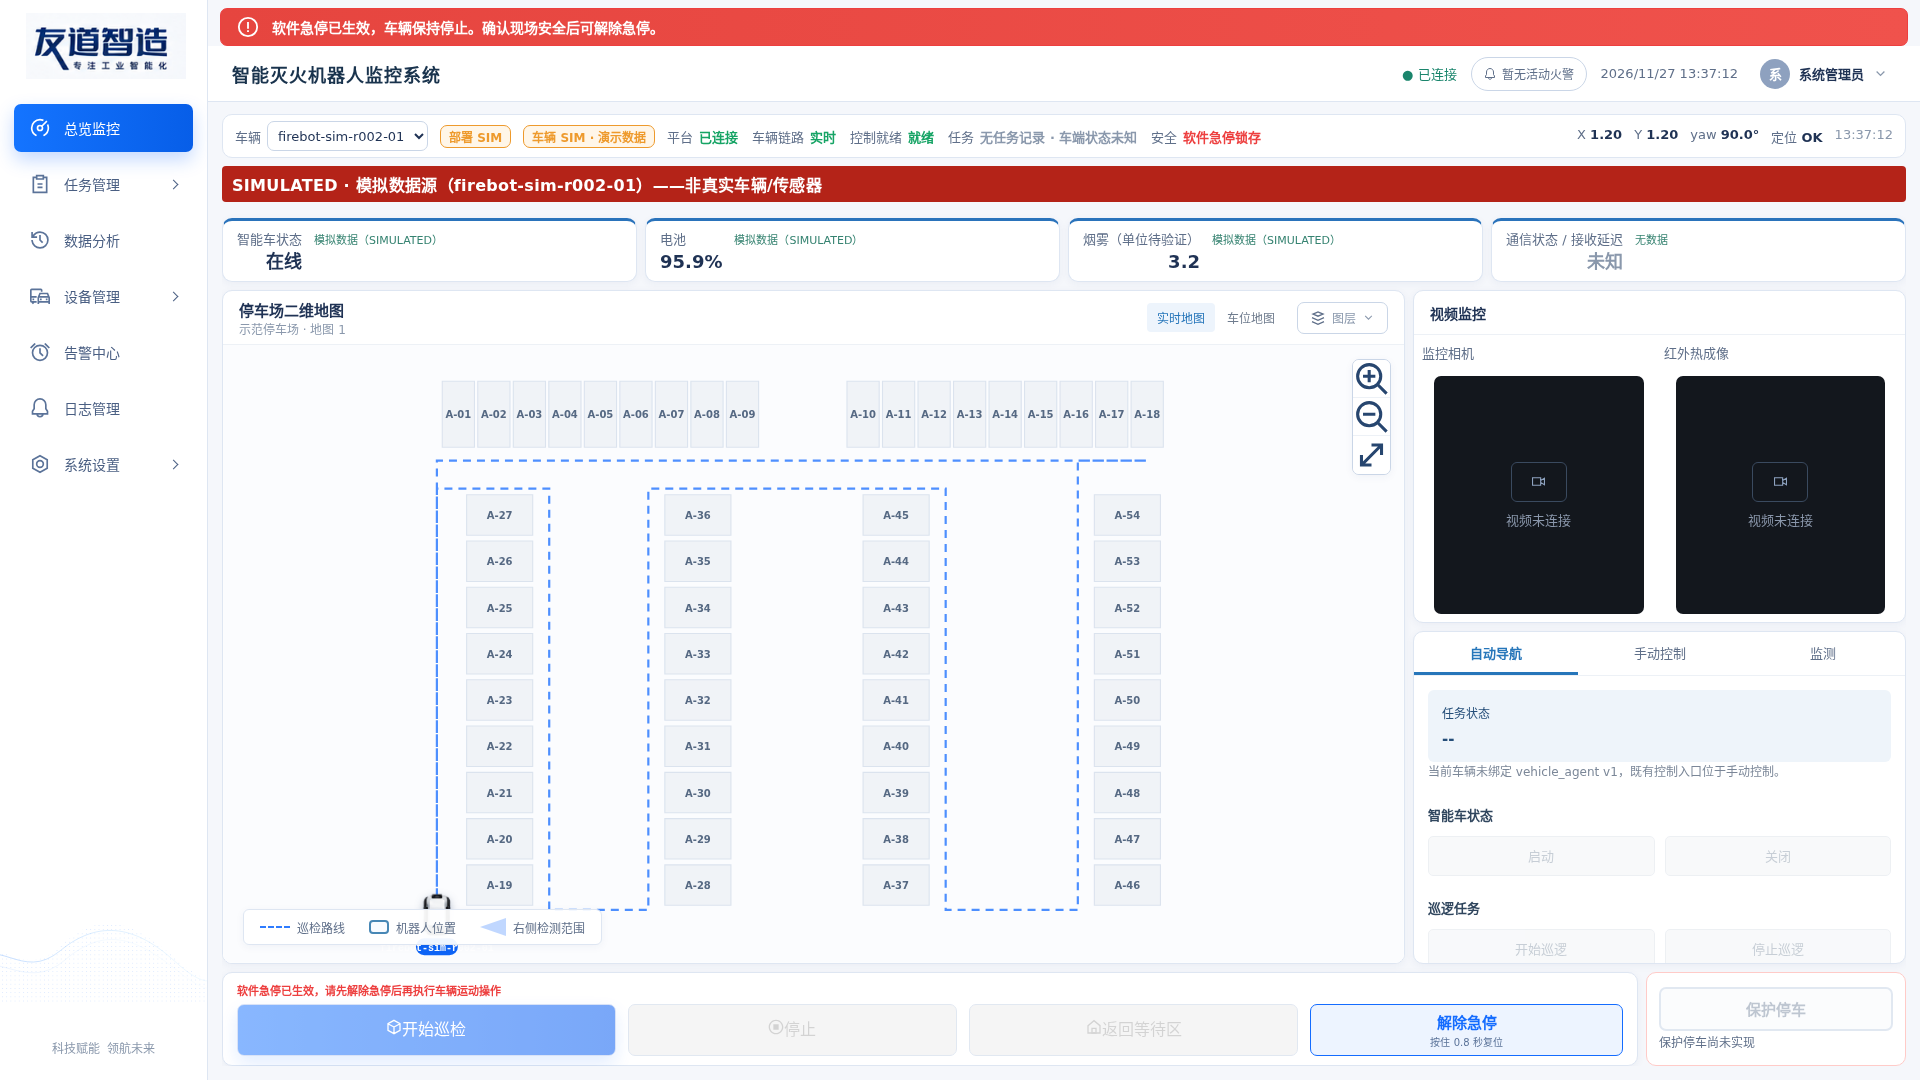 友道智造
专注工业智能化
软件急停已生效，车辆保持停止。确认现场安全后可解除急停。
智能灭火机器人监控系统
已连接
暂无活动火警
2026/11/27 13:37:12
系
系统管理员
总览监控
任务管理
数据分析
设备管理
告警中心
日志管理
系统设置
科技赋能 领航未来
车辆 firebot-sim-r002-01 部署 SIM 车辆 SIM · 演示数据 平台 已连接 车辆链路 实时 控制就绪 就绪 任务 无任务记录 · 车端状态未知 安全 软件急停锁存 X 1.20 Y 1.20 yaw 90.0° 定位 OK 13:37:12
SIMULATED · 模拟数据源（firebot-sim-r002-01）——非真实车辆/传感器
智能车状态 模拟数据（SIMULATED）
在线
电池 模拟数据（SIMULATED）
95.9%
烟雾（单位待验证） 模拟数据（SIMULATED）
3.2
通信状态 / 接收延迟 无数据
未知
停车场二维地图
示范停车场 · 地图 1
实时地图 车位地图 图层
A-01 A-02 A-03 A-04 A-05 A-06 A-07 A-08 A-09 A-10 A-11 A-12 A-13 A-14 A-15 A-16 A-17 A-18
A-27 A-36 A-45 A-54
A-26 A-35 A-44 A-53
A-25 A-34 A-43 A-52
A-24 A-33 A-42 A-51
A-23 A-32 A-41 A-50
A-22 A-31 A-40 A-49
A-21 A-30 A-39 A-48
A-20 A-29 A-38 A-47
A-19 A-28 A-37 A-46
巡检路线 机器人位置 右侧检测范围
视频监控
监控相机 红外热成像
视频未连接 视频未连接
自动导航 手动控制 监测
任务状态
--
当前车辆未绑定 vehicle_agent v1，既有控制入口位于手动控制。
智能车状态
启动 关闭
巡逻任务
开始巡逻 停止巡逻
软件急停已生效，请先解除急停后再执行车辆运动操作
开始巡检 停止 返回等待区 解除急停
按住 0.8 秒复位
保护停车
保护停车尚未实现